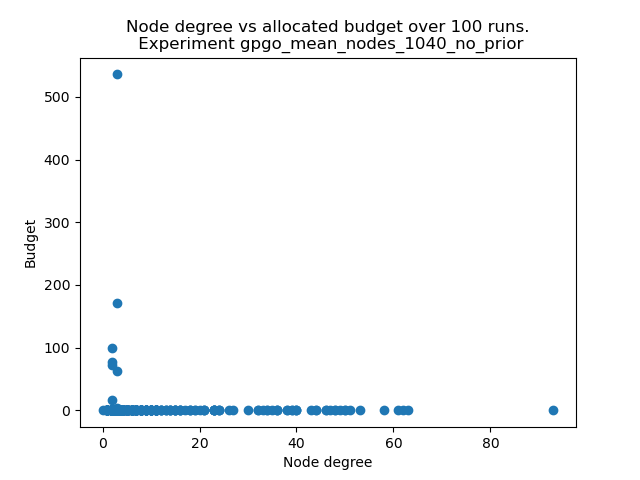 Node degree vs allocated budget over 100 runs.
Experiment gpgo_mean_nodes_1040_no_prior
500
400
300
200
100
0
Budget
0 20 40 60 80
Node degree